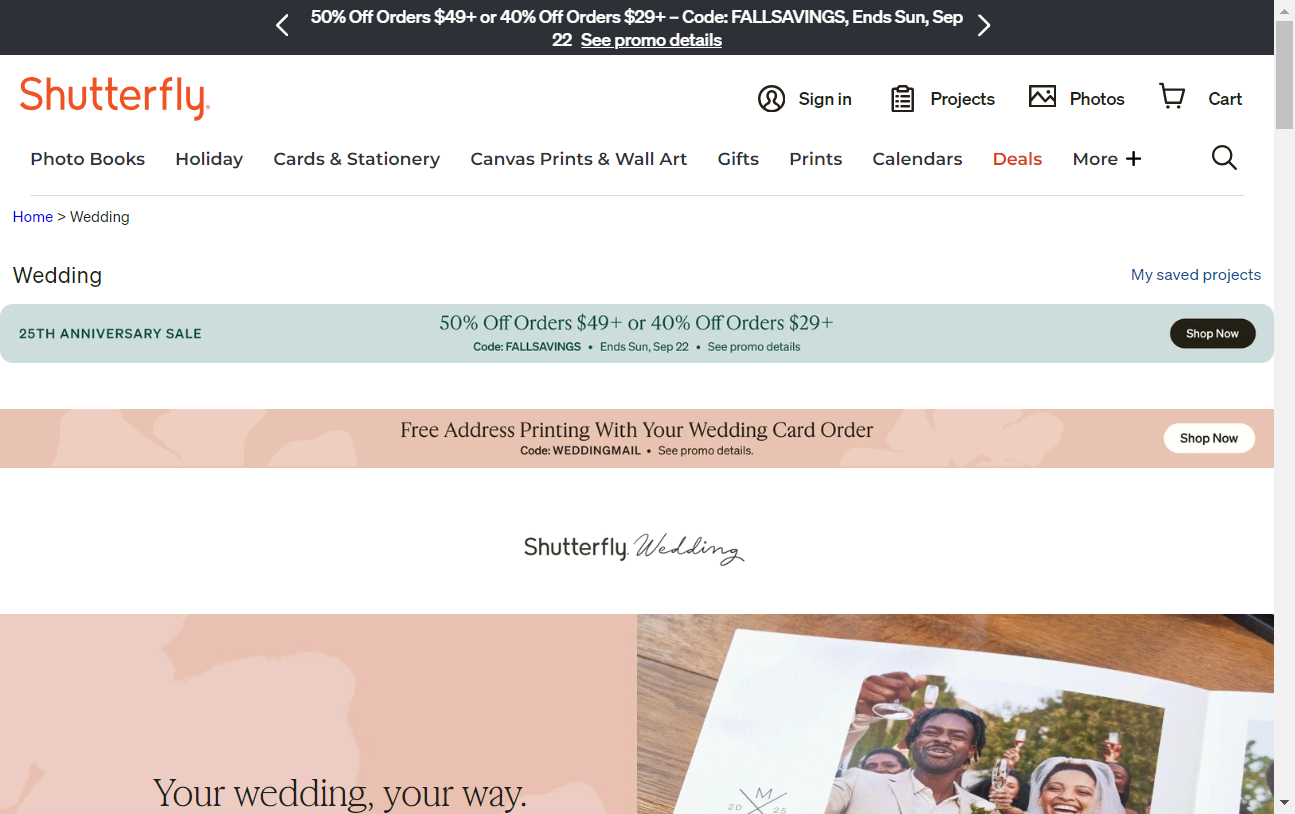 50% Off Orders $49+ or 40% Off Orders $29+ – Code: FALLSAVINGS, Ends Sun, Sep
22 See promo details
Shutterfly
Sign in
Projects
Photos
Cart
Photo Books
Holiday
Cards & Stationery
Canvas Prints & Wall Art
Gifts
Prints
Calendars
Deals
More +
Home > Wedding
Wedding
My saved projects
25TH ANNIVERSARY SALE
50% Off Orders $49+ or 40% Off Orders $29+
Code: FALLSAVINGS • Ends Sun, Sep 22 • See promo details
Shop Now
Free Address Printing With Your Wedding Card Order
Code: WEDDINGMAIL • See promo details.
Shop Now
Shutterfly. Wedding
Your wedding, your way.
M
20 25